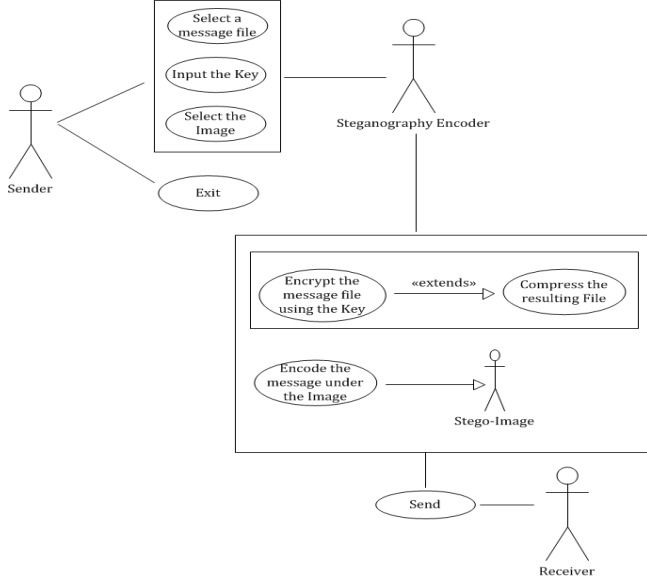 Select a
message file
Input the Key
Select the
Image
Steganography Encoder
Sender
Exit
Encrypt the
message file
using the Key
«extends»
Compress the
resulting File
Encode the
message under
the Image
Stego-Image
Send
Receiver